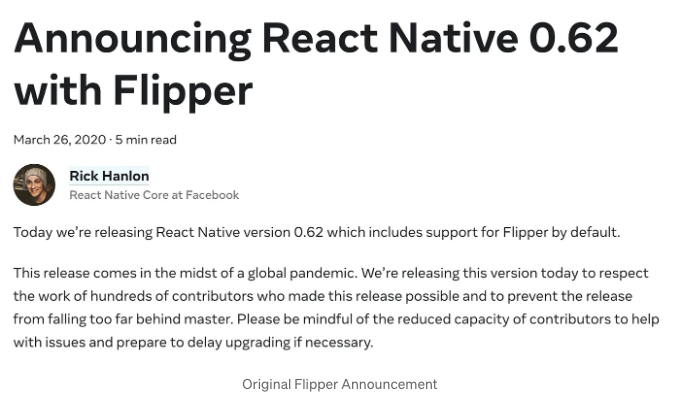 Announcing React Native 0.62
with Flipper
March 26, 2020 · 5 min read
Rick Hanlon
React Native Core at Facebook
Today we’re releasing React Native version 0.62 which includes support for Flipper by default.
This release comes in the midst of a global pandemic. We’re releasing this version today to respect
the work of hundreds of contributors who made this release possible and to prevent the release
from falling too far behind master. Please be mindful of the reduced capacity of contributors to help
with issues and prepare to delay upgrading if necessary.
Original Flipper Announcement